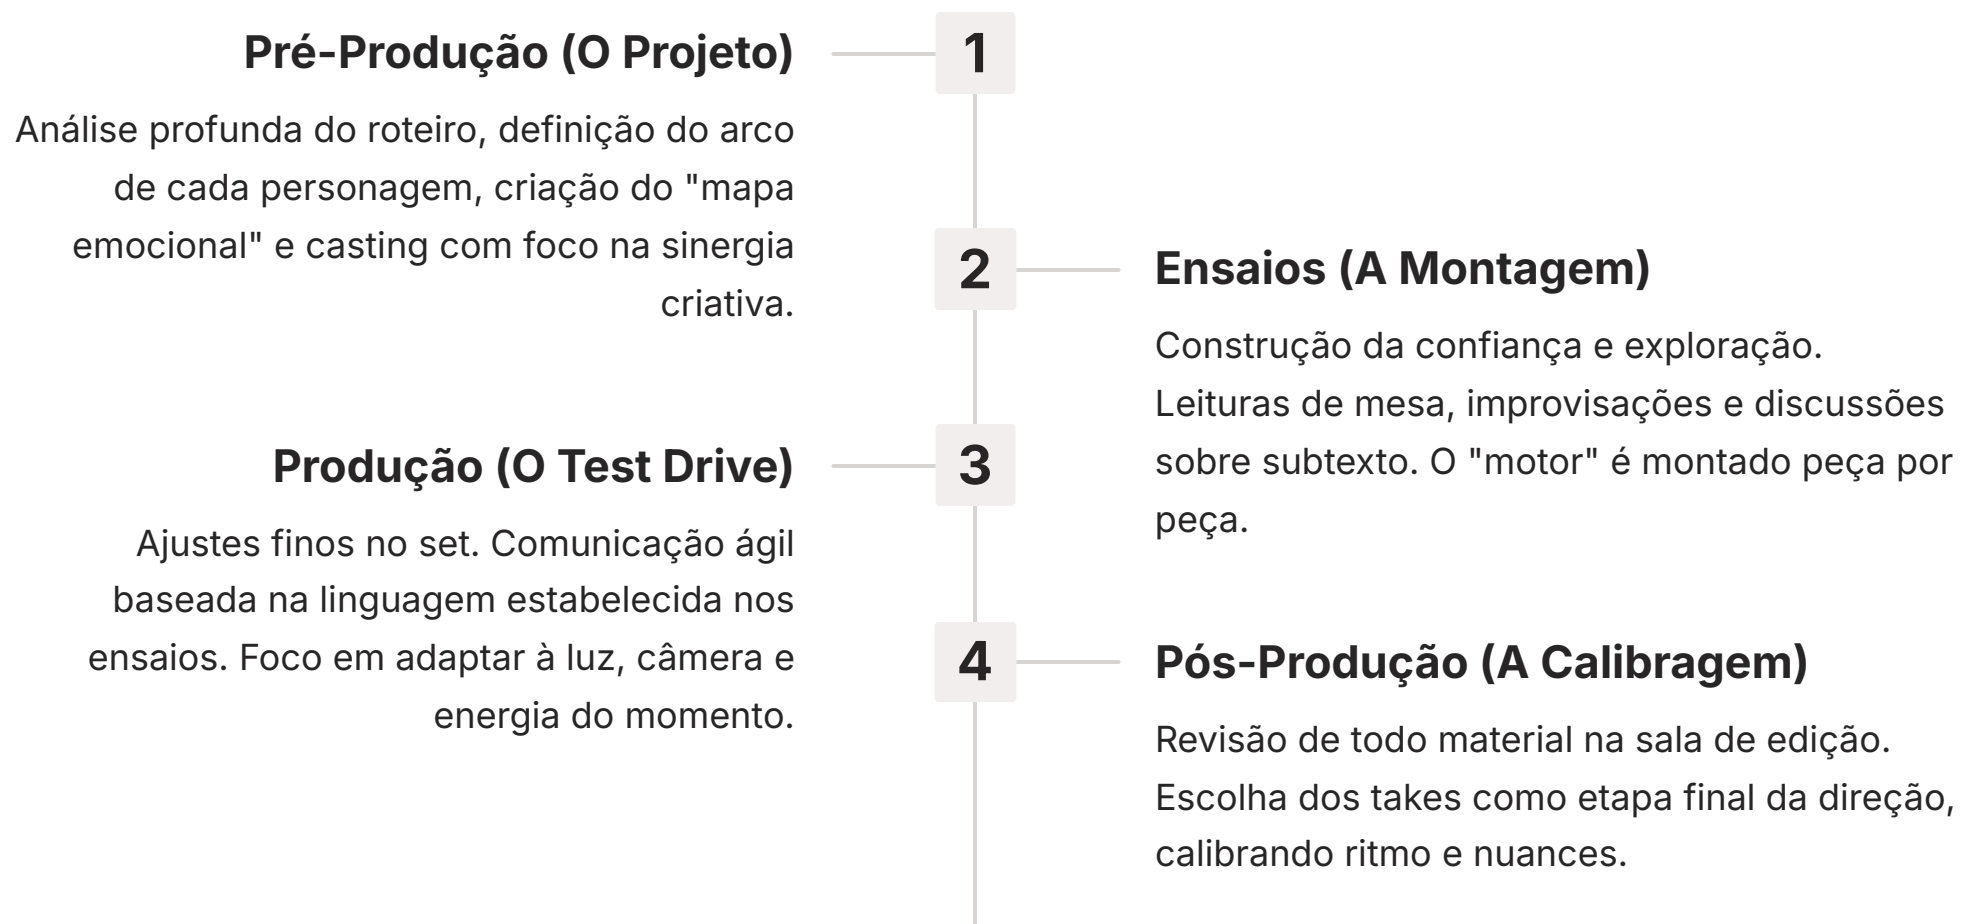 Pré-Produção (O Projeto)
1
Análise profunda do roteiro, definição do arco
de cada personagem, criação do "mapa
emocional" e casting com foco na sinergia
criativa.
2
Ensaios (A Montagem)
Construção da confiança e exploração.
Leituras de mesa, improvisações e discussões
sobre subtexto. O "motor" é montado peça por
peça.
Produção (O Test Drive)
3
Ajustes finos no set. Comunicação ágil
baseada na linguagem estabelecida nos
ensaios. Foco em adaptar à luz, câmera e
energia do momento.
4
Pós-Produção (A Calibragem)
Revisão de todo material na sala de edição.
Escolha dos takes como etapa final da direção,
calibrando ritmo e nuances.